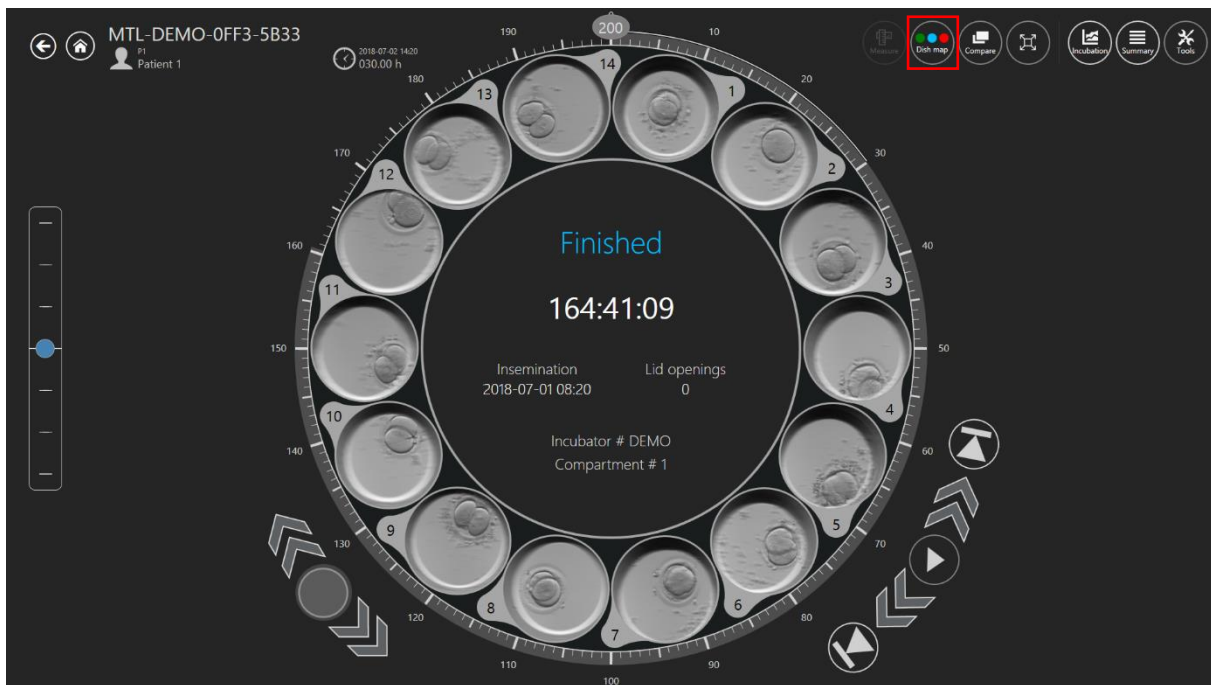 MTL-DEMO-0FF3-5B33
P1
Patient 1
2018-07-02 14:20
030.00 h
Measure
Dish map
Compare
Incubation
Summary
Tools
200
10
20
30
40
50
60
70
80
90
100
110
120
130
140
150
160
170
180
190
1
2
3
4
5
6
7
8
9
10
11
12
13
14
Finished
164:41:09
Insemination
2018-07-01 08:20
Lid openings
0
Incubator # DEMO
Compartment # 1